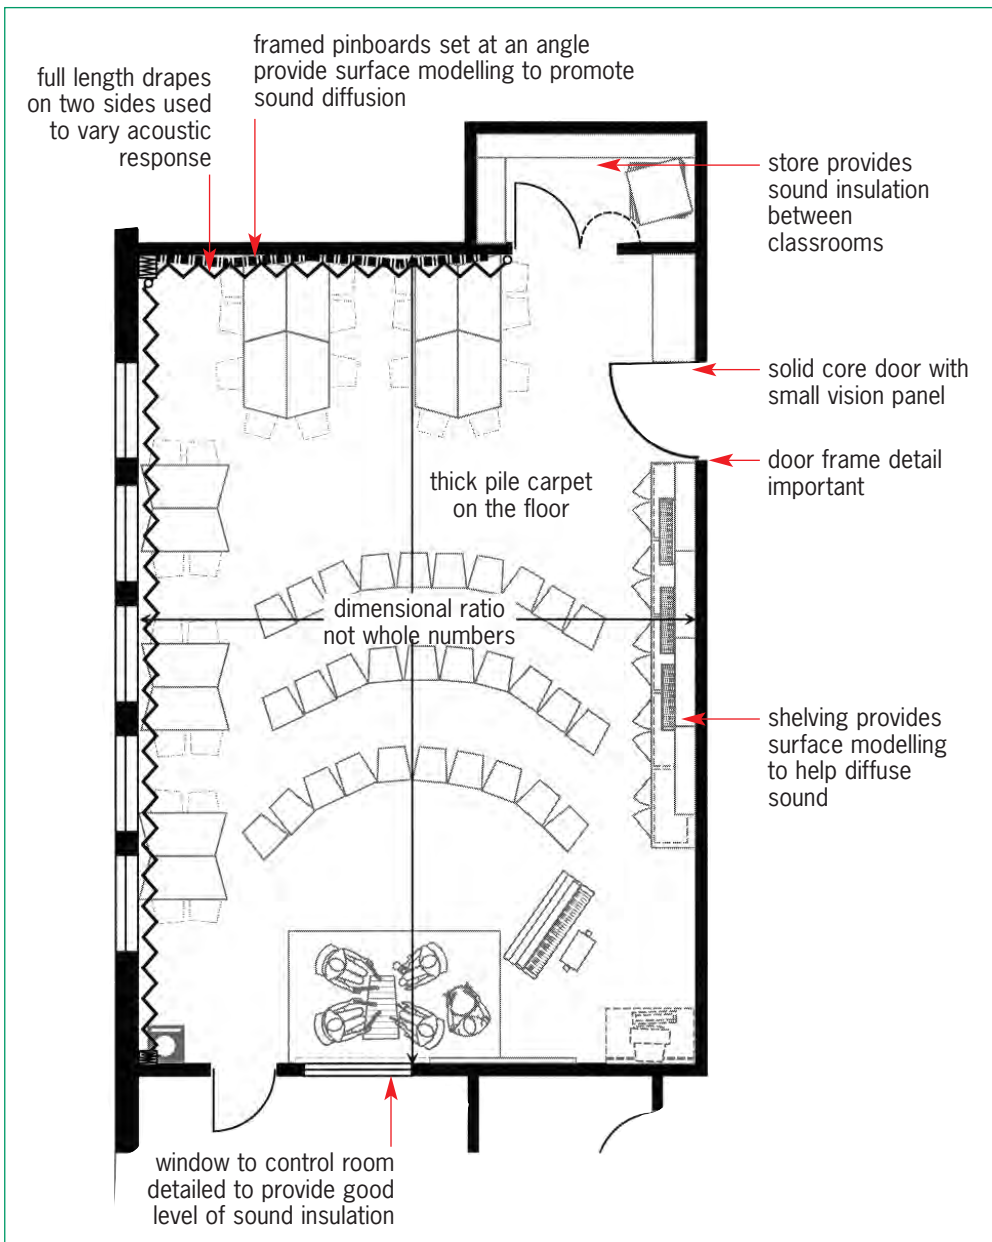 framed pinboards set at an angle
provide surface modelling to promote
sound diffusion
full length drapes
on two sides used
to vary acoustic
response
store provides
sound insulation
between
classrooms
solid core door with
small vision panel
door frame detail
important
thick pile carpet
on the floor
dimensional ratio
not whole numbers
shelving provides
surface modelling
to help diffuse
sound
window to control room
detailed to provide good
level of sound insulation